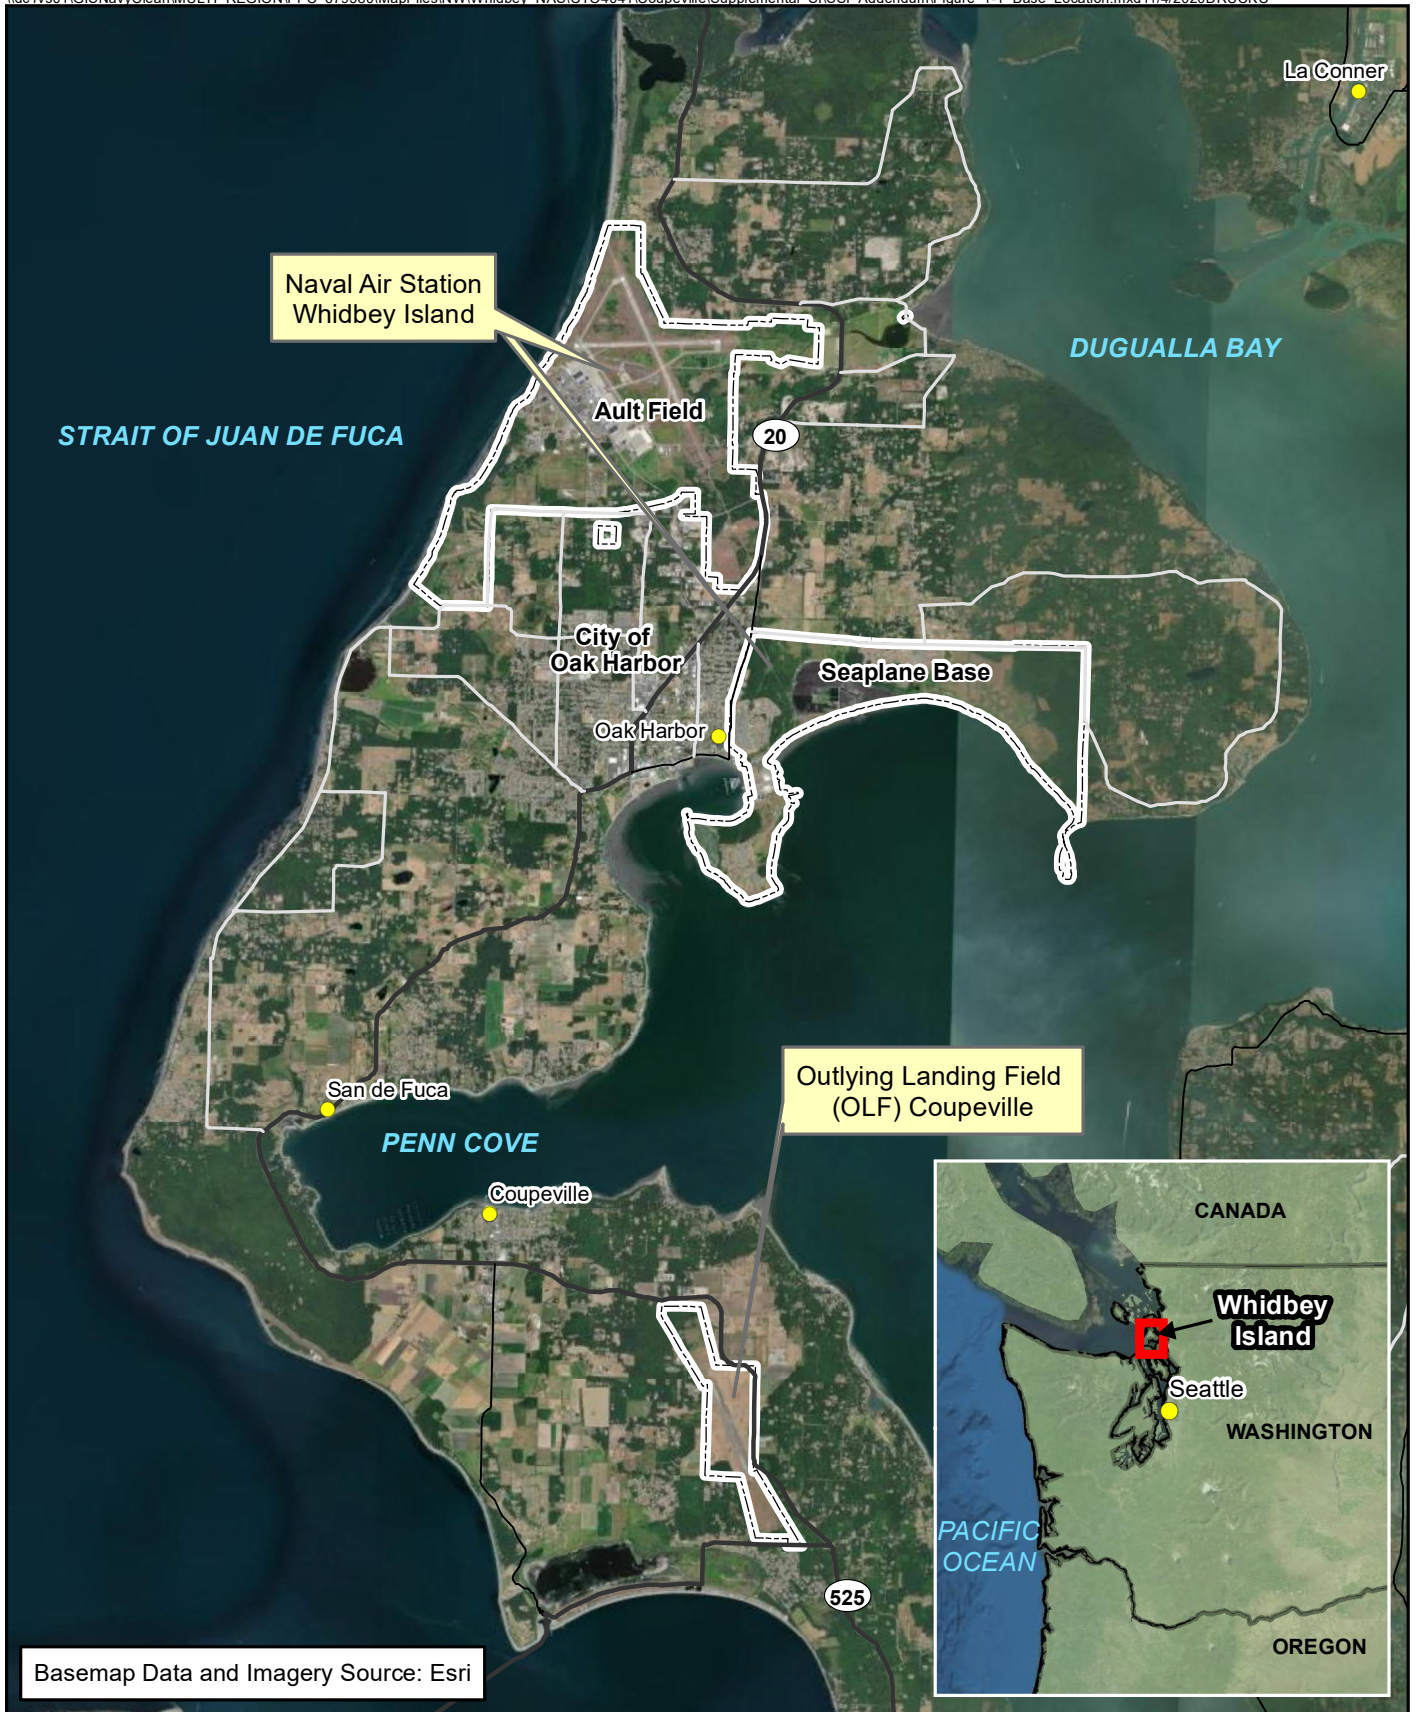 La Conner
Naval Air Station
Whidbey Island
DUGUALLA BAY
Ault Field
STRAIT OF JUAN DE FUCA
20
City of
Oak Harbor
Seaplane Base
Oak Harbor
Outlying Landing Field
(OLF) Coupeville
San de Fuca
PENN COVE
Coupeville
CANADA
Whidbey
Island
Seattle
WASHINGTON
PACIFIC
OCEAN
525
OREGON
Basemap Data and Imagery Source: Esri